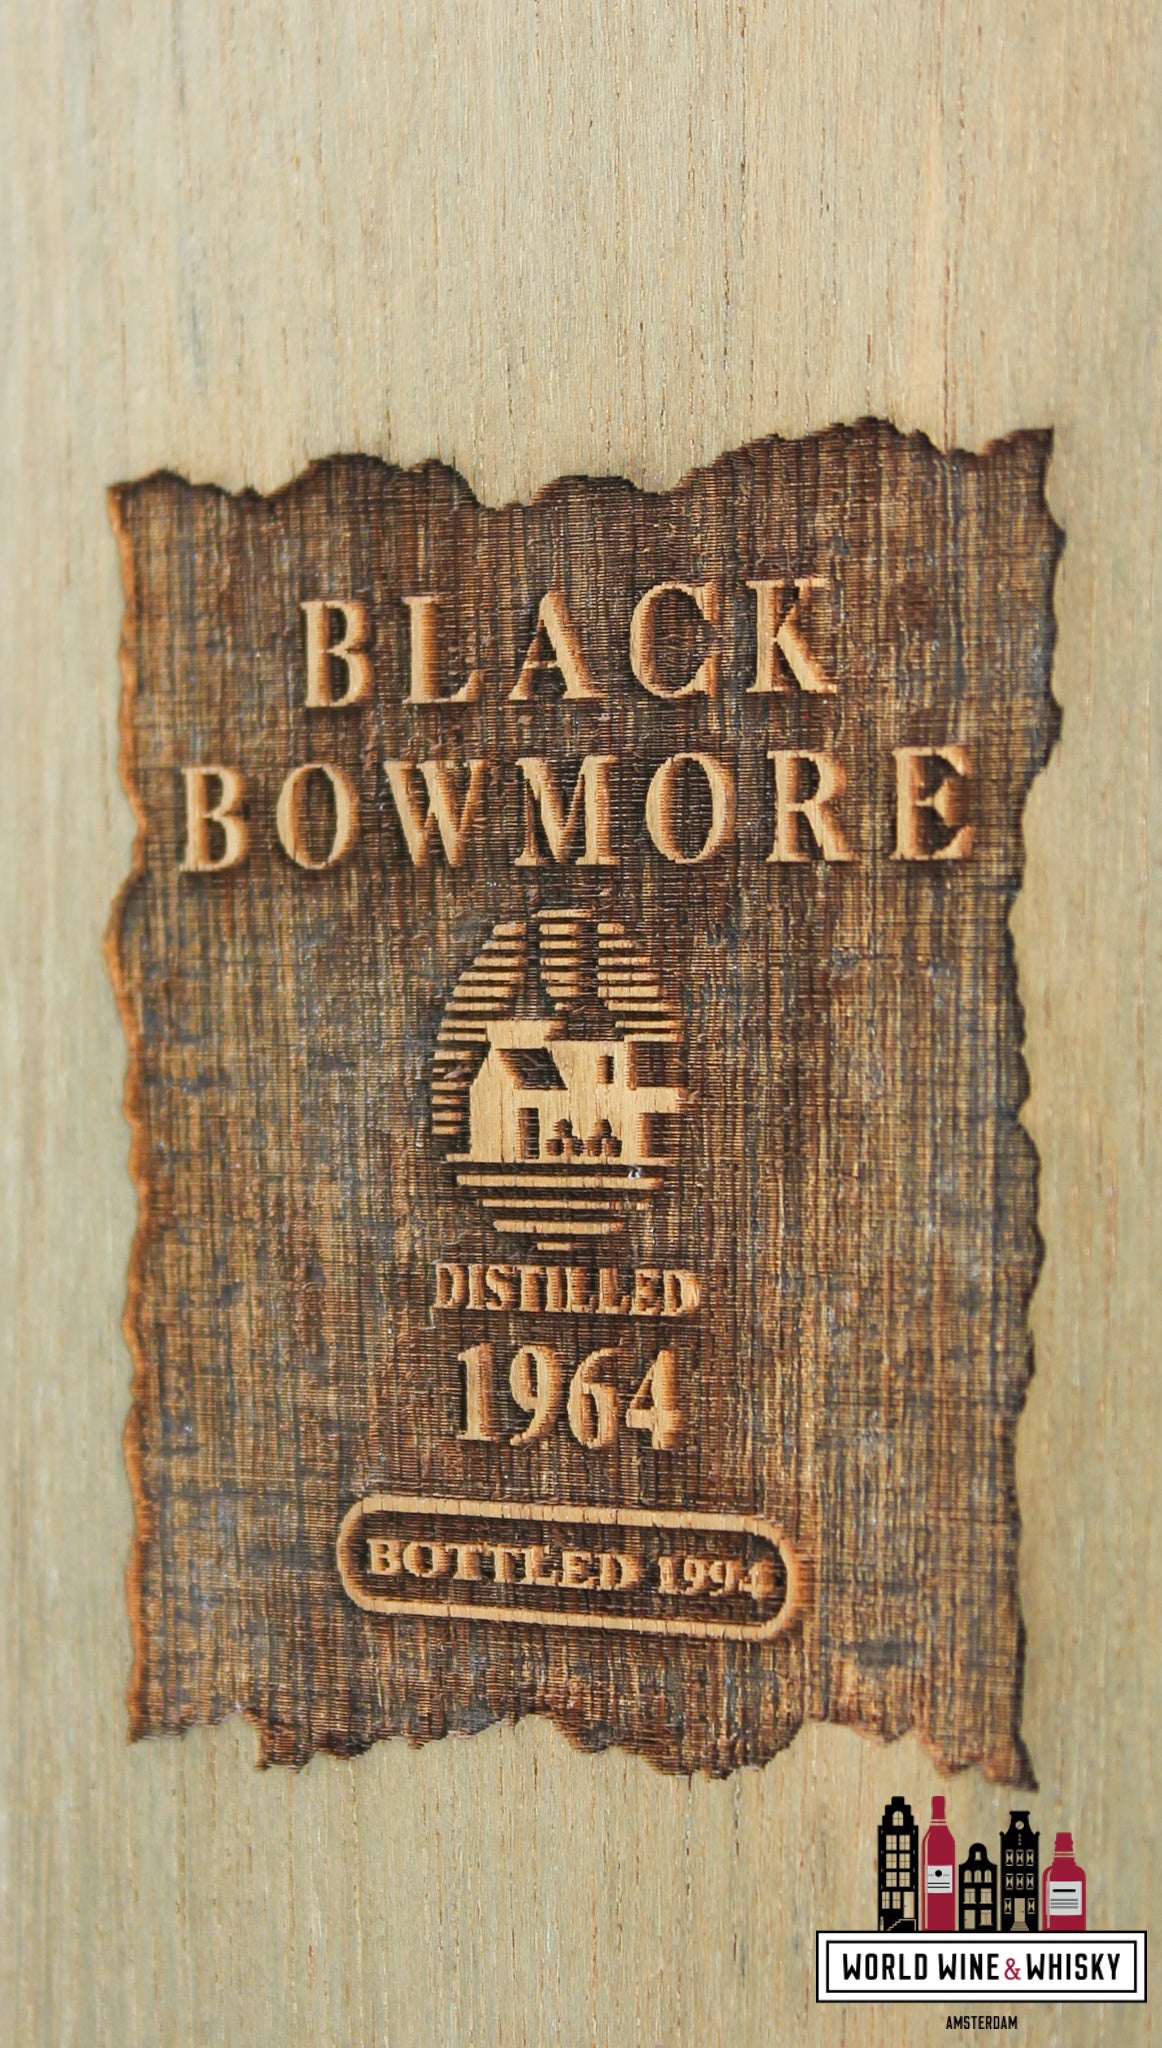 BLACK
BOWMORE
DISTILLED
1964
BOTTLED 1994
WORLD WINE & WHISKY
AMSTERDAM